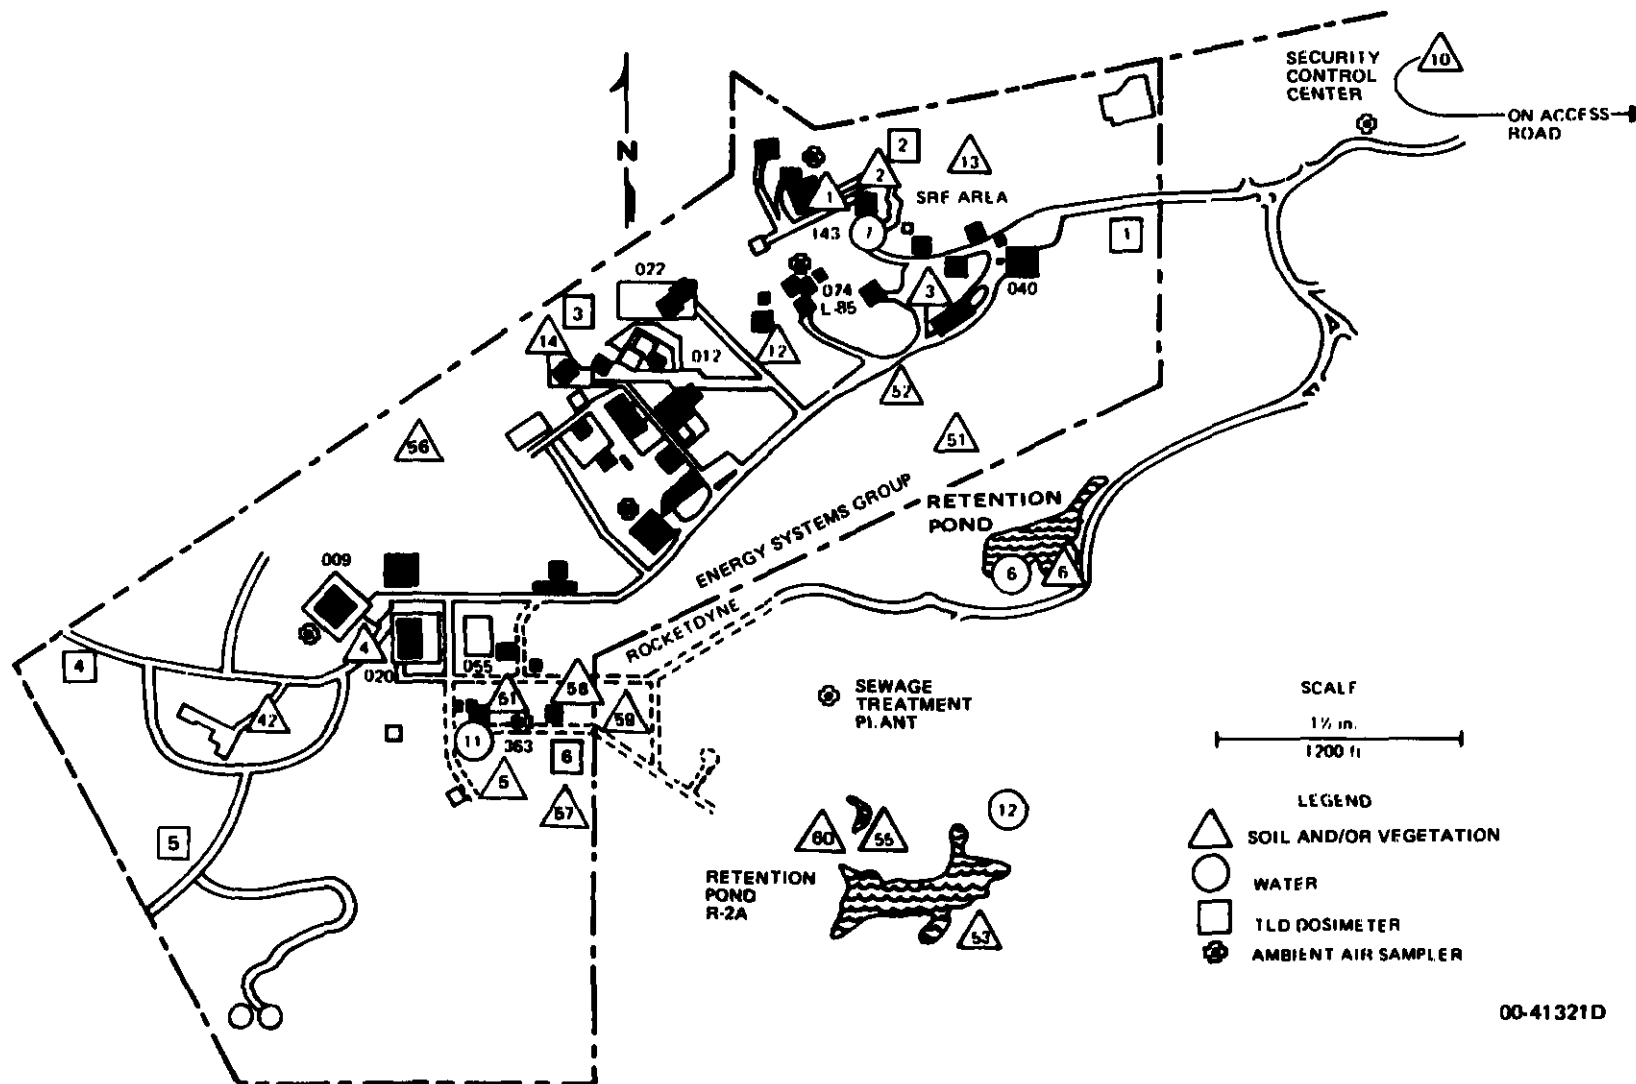 SECURITY
CONTROL
CENTER
10
ON ACCESS
ROAD
N
2
2
13
1
SRE AREA
143
7
1
022
074
L-85
3
040
3
14
012
12
52
56
51
ENERGY SYSTEMS GROUP
RETENTION
POND
6
6
009
ROCKETDYNE
4
4
020
055
51
58
59
42
11
363
6
5
57
5
SEWAGE
TREATMENT
PLANT
SCALE
1½ in.
1200 ft
60
55
12
RETENTION
POND
R-2A
53
LEGEND
SOIL AND/OR VEGETATION
WATER
TLD DOSIMETER
AMBIENT AIR SAMPLER
00-41321D